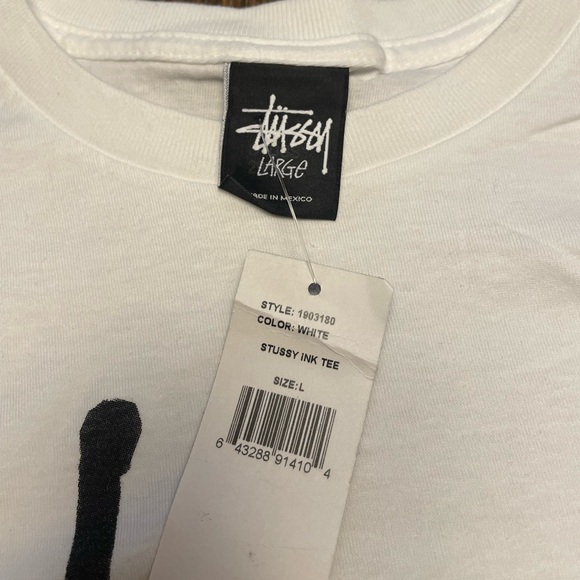 Stüssy
LARGE
MADE IN MEXICO
STYLE: 1903180
COLOR: WHITE
STUSSY INK TEE
SIZE: L
6 43288 91410 4